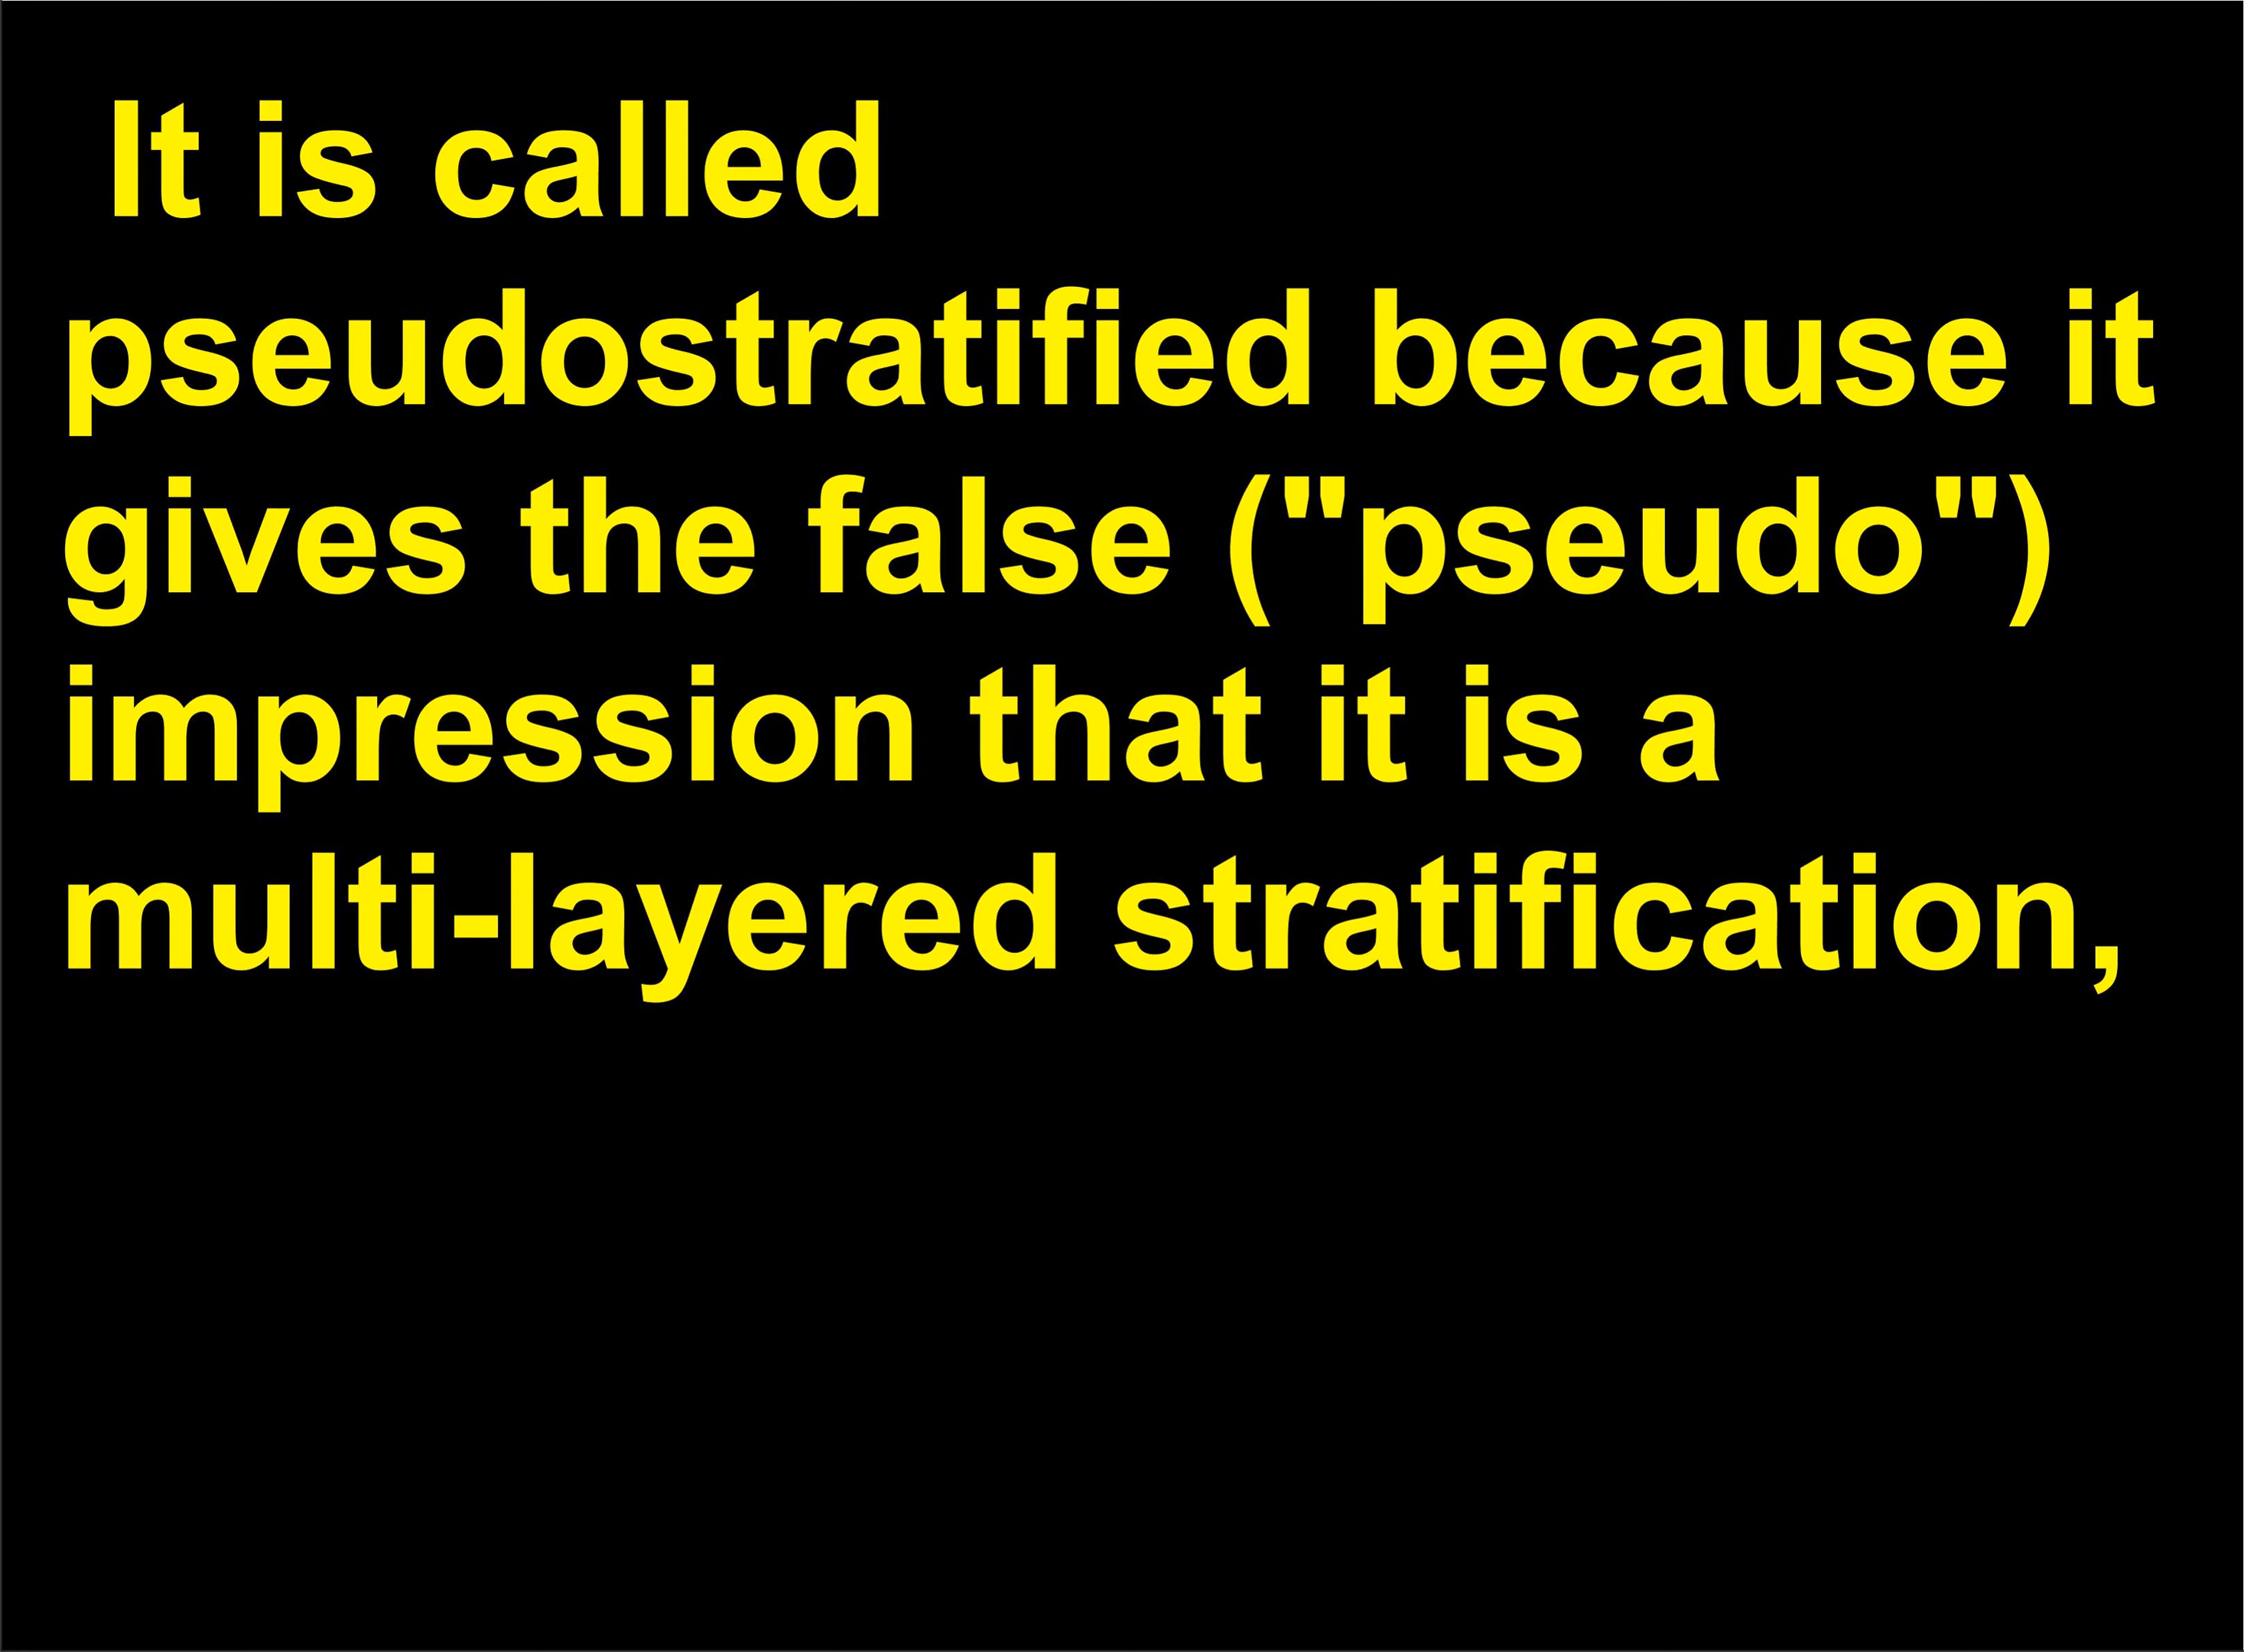 It is called
pseudostratified because it
gives the false ("pseudo")
impression that it is a
multi-layered stratification,